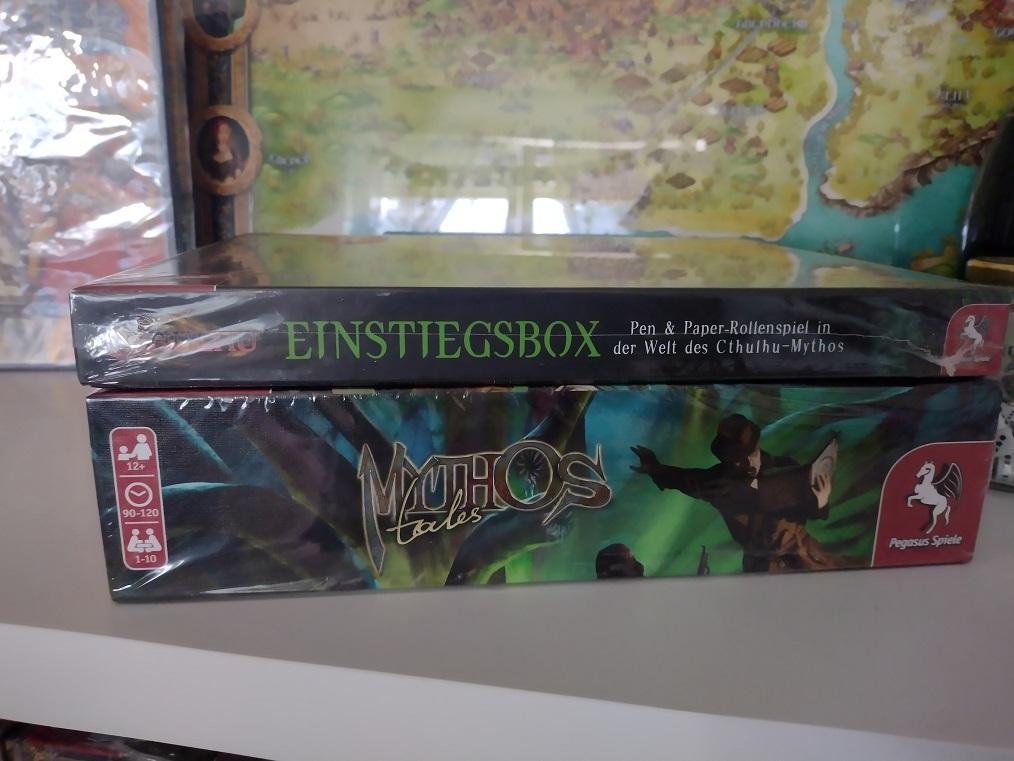 EINSTIEGSBOX
Pen & Paper-Rollenspiel in
der Welt des Cthulhu-Mythos
12+
90-120
1-10
MYTHOS
tales
Pegasus Spiele